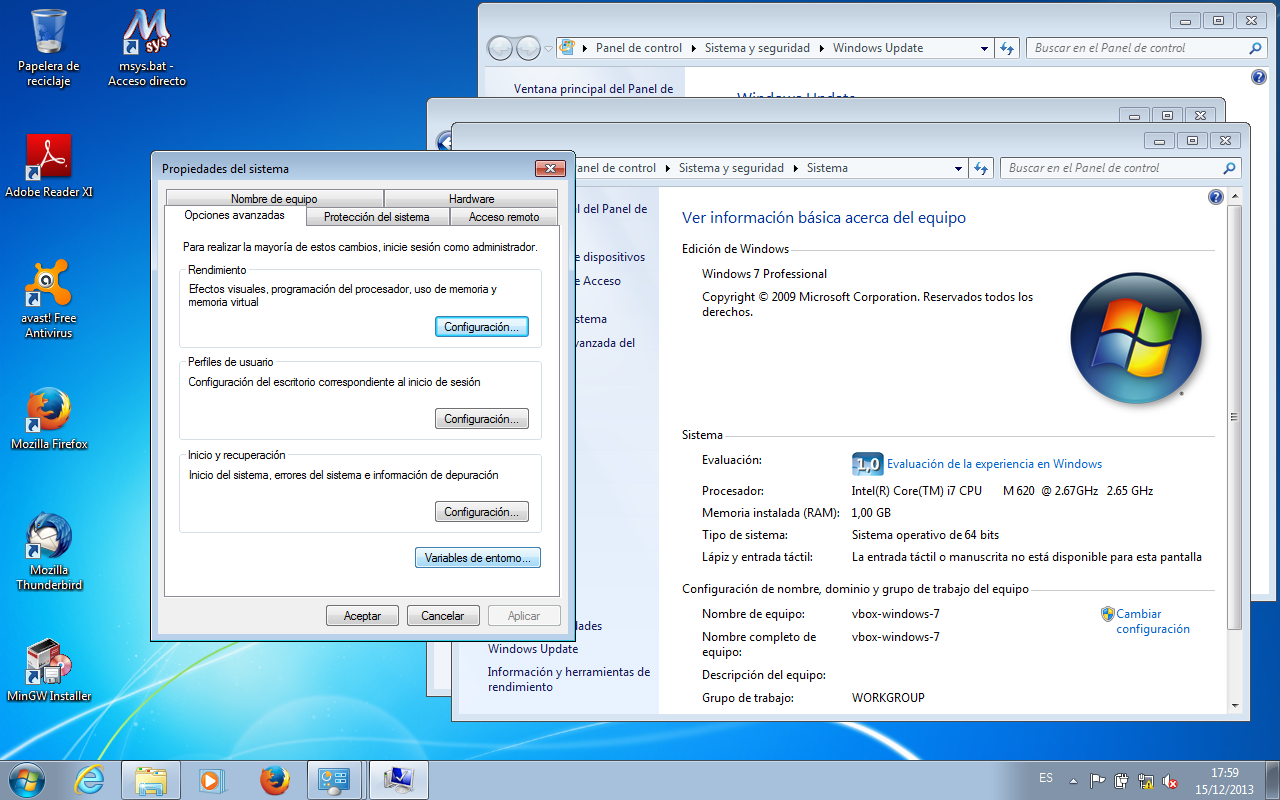 Papelera de
reciclaje
msys.bat -
Acceso directo
Adobe Reader XI
avast! Free
Antivirus
Mozilla Firefox
Mozilla
Thunderbird
MinGW Installer
Panel de control
Sistema y seguridad
Windows Update
Buscar en el Panel de control
Ventana principal del Panel de
Windows Update
anel de control
Sistema y seguridad
Sistema
Buscar en el Panel de control
l del Panel de
e dispositivos
e Acceso
stema
vanzada del
dades
Windows Update
Información y herramientas de
rendimiento
Ver información básica acerca del equipo
Edición de Windows
Windows 7 Professional
Copyright © 2009 Microsoft Corporation. Reservados todos los
derechos.
Sistema
Evaluación:
1,0 Evaluación de la experiencia en Windows
Procesador:
Intel(R) Core(TM) i7 CPU M 620 @ 2.67GHz 2.65 GHz
Memoria instalada (RAM):
1,00 GB
Tipo de sistema:
Sistema operativo de 64 bits
Lápiz y entrada táctil:
La entrada táctil o manuscrita no está disponible para esta pantalla
Configuración de nombre, dominio y grupo de trabajo del equipo
Nombre de equipo:
vbox-windows-7
Cambiar
configuración
Nombre completo de
equipo:
vbox-windows-7
Descripción del equipo:
Grupo de trabajo:
WORKGROUP
Propiedades del sistema
Nombre de equipo
Hardware
Opciones avanzadas
Protección del sistema
Acceso remoto
Para realizar la mayoría de estos cambios, inicie sesión como administrador.
Rendimiento
Efectos visuales, programación del procesador, uso de memoria y
memoria virtual
Configuración...
Perfiles de usuario
Configuración del escritorio correspondiente al inicio de sesión
Configuración...
Inicio y recuperación
Inicio del sistema, errores del sistema e información de depuración
Configuración...
Variables de entorno...
Aceptar
Cancelar
Aplicar
ES
17:59
15/12/2013